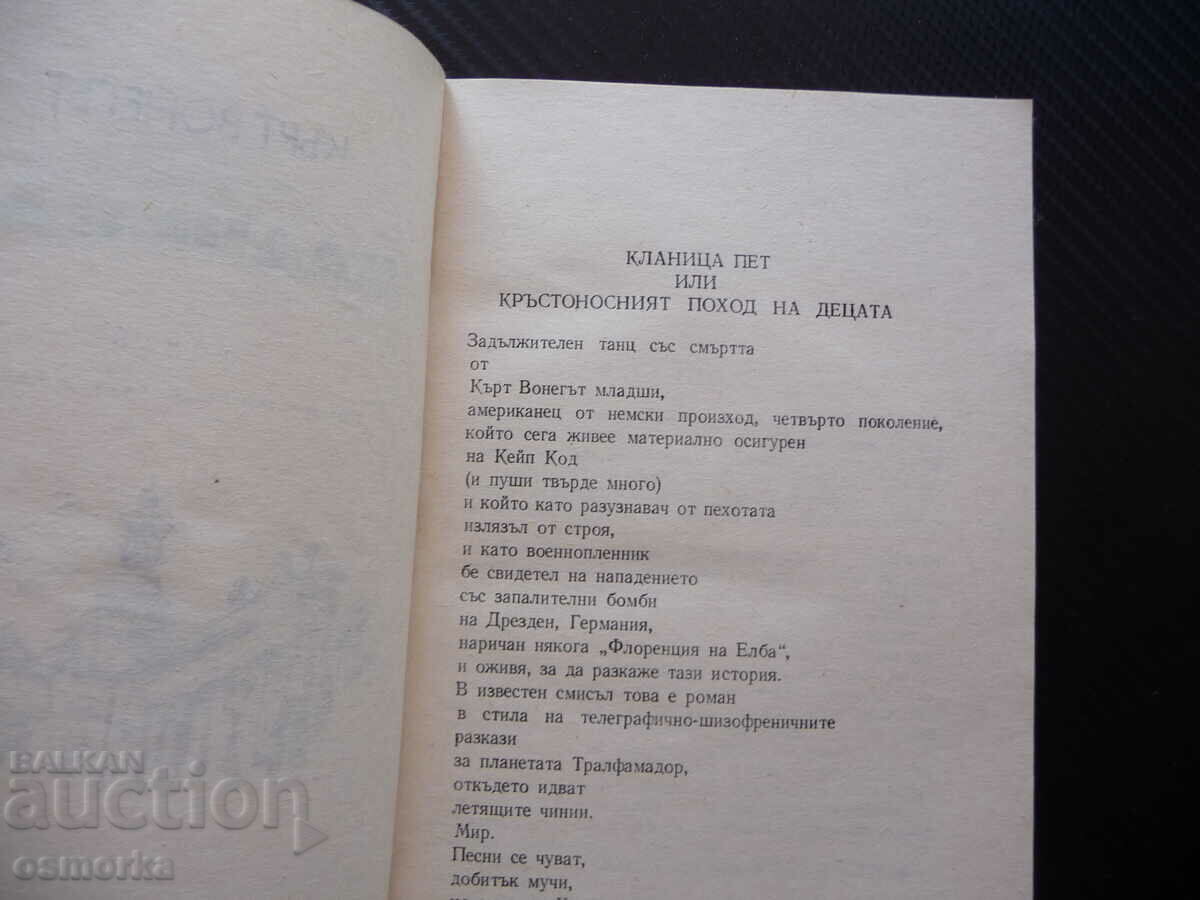 КЪРТ ВОНЕГЪТ
КЛАНИЦА ПЕТ
ИЛИ
КРЪСТОНОСНИЯТ ПОХОД НА ДЕЦАТА
Задължителен танц със смъртта
от
Кърт Вонегът младши,
американец от немски произход, четвърто поколение,
който сега живее материално осигурен
на Кейп Код
(и пуши твърде много)
и който като разузнавач от пехотата
излязъл от строя,
и като военнопленник
бе свидетел на нападението
със запалителни бомби
на Дрезден, Германия,
наричан някога „Флоренция на Елба“,
и оживя, за да разкаже тази история.
В известен смисъл това е роман
в стила на телеграфично-шизофреничните
разкази
за планетата Тралфамадор,
откъдето идват
летящите чинии.
Мир.
Песни се чуват,
добитък мучи,
BALKAN
auction
osmorka